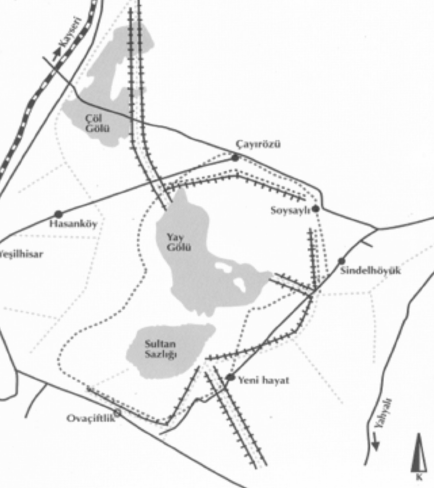 Kayseri
Çöl
Gölü
Çayırözü
Hasanköy
Soysaylı
Yay
Gölü
Yeşilhisar
Sindelhöyük
Sultan
Sazlığı
Yeni hayat
Ovaçiftlik
Yahyalı
K